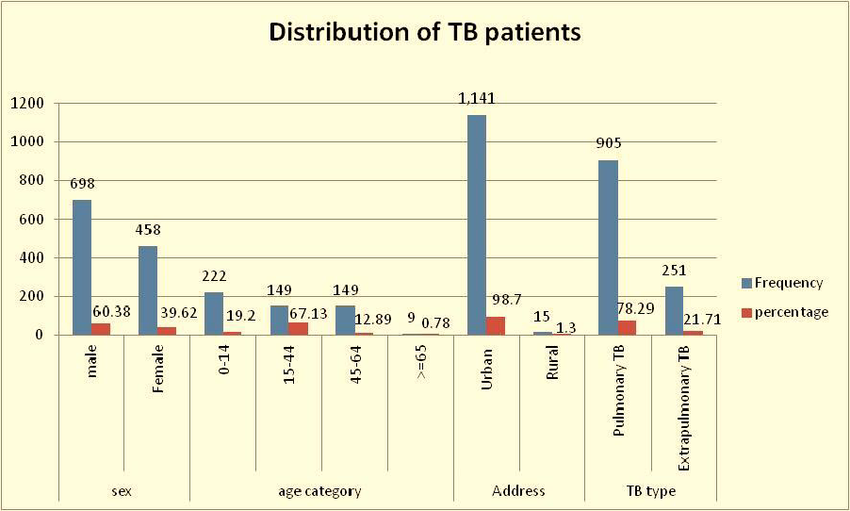 Distribution of TB patients
1200
1000
800
600
400
200
0
698
60.38
458
39.62
222
19.2
149
67.13
149
12.89
9
0.78
1,141
98.7
15
1.3
905
78.29
251
21.71
male
Female
0-14
15-44
45-64
>=65
Urban
Rural
Pulmonary TB
Extrapulmonary TB
sex
age category
Address
TB type
Frequency
percentage